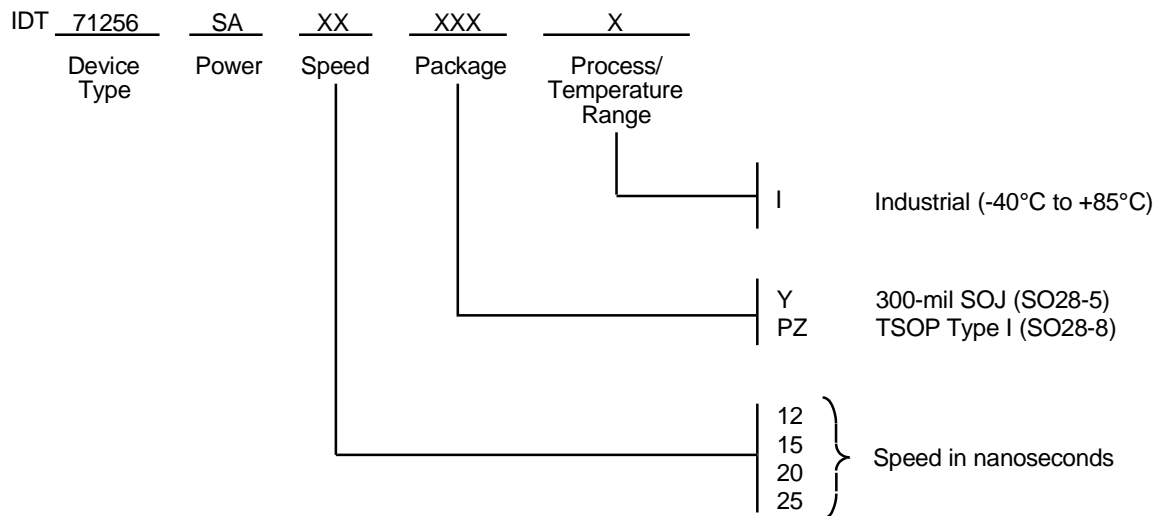 IDT 71256 SA XX XXX X
Device Type Power Speed Package Process/ Temperature Range
I Industrial (-40°C to +85°C)
Y 300-mil SOJ (SO28-5)
PZ TSOP Type I (SO28-8)
12
15
20
25
Speed in nanoseconds